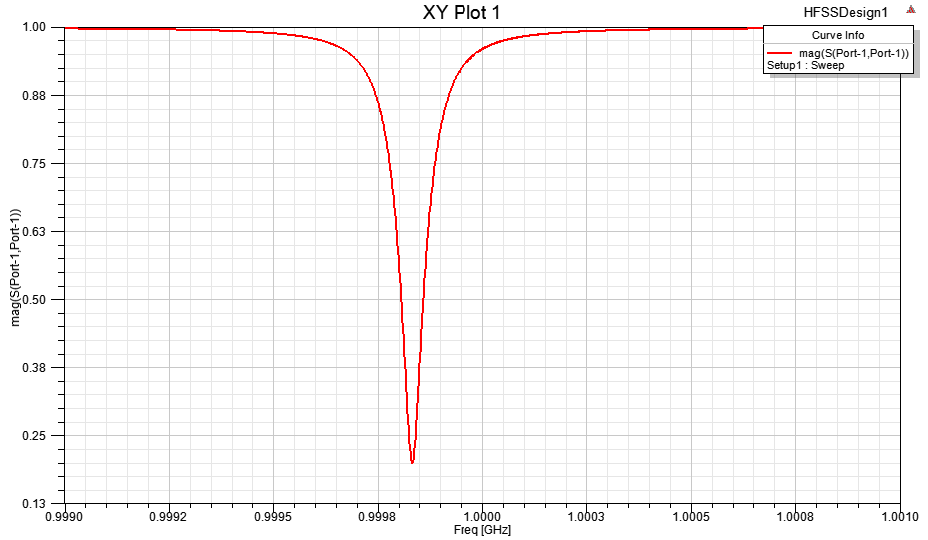 XY Plot 1
HFSSDesign1
Curve Info
mag(S(Port-1,Port-1))
Setup1 : Sweep
mag(S(Port-1,Port-1))
1.00
0.88
0.75
0.63
0.50
0.38
0.25
0.13
0.9990 0.9992 0.9995 0.9998 1.0000 1.0003 1.0005 1.0008 1.0010
Freq [GHz]